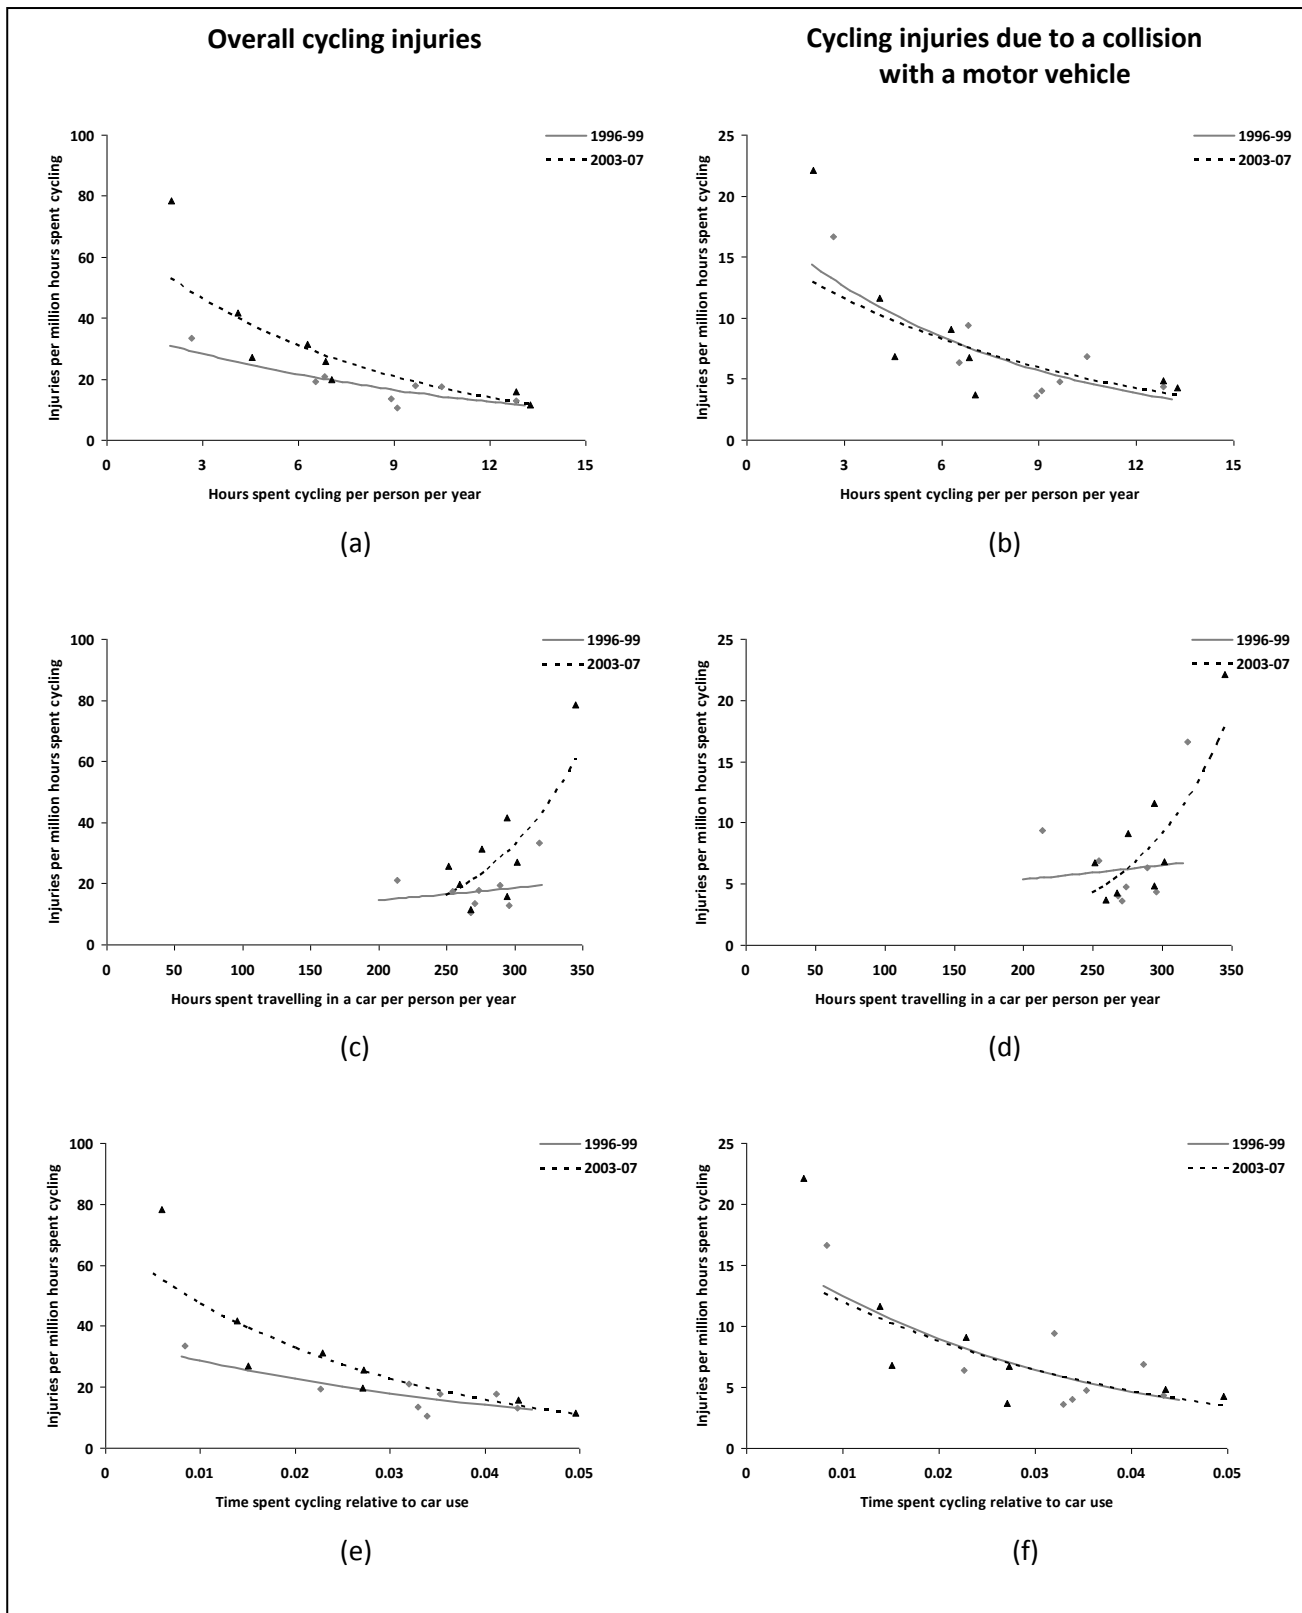 Overall cycling injuries
Cycling injuries due to a collision
with a motor vehicle
Injuries per million hours spent cycling
100
80
60
40
20
0
0 3 6 9 12 15
Hours spent cycling per person per year
1996-99
2003-07
(a)
Injuries per million hours spent cycling
25
20
15
10
5
0
0 3 6 9 12 15
Hours spent cycling per per person per year
1996-99
2003-07
(b)
Injuries per million hours spent cycling
100
80
60
40
20
0
0 50 100 150 200 250 300 350
Hours spent travelling in a car per person per year
1996-99
2003-07
(c)
Injuries per million hours spent cycling
25
20
15
10
5
0
0 50 100 150 200 250 300 350
Hours spent travelling in a car per person per year
1996-99
2003-07
(d)
Injuries per million hours spent cycling
100
80
60
40
20
0
0 0.01 0.02 0.03 0.04 0.05
Time spent cycling relative to car use
1996-99
2003-07
(e)
Injuries per million hours spent cycling
25
20
15
10
5
0
0 0.01 0.02 0.03 0.04 0.05
Time spent cycling relative to car use
1996-99
2003-07
(f)